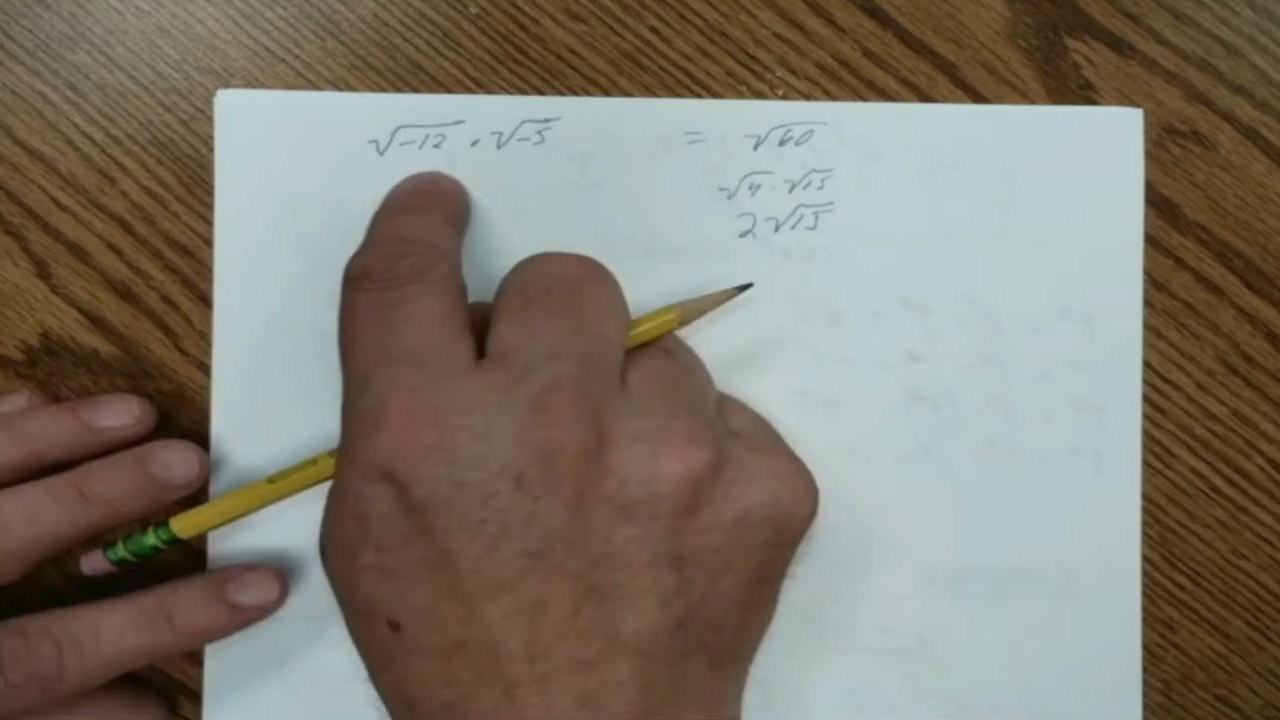 √-12 · √-5 = √60
√4 · √15
2√15